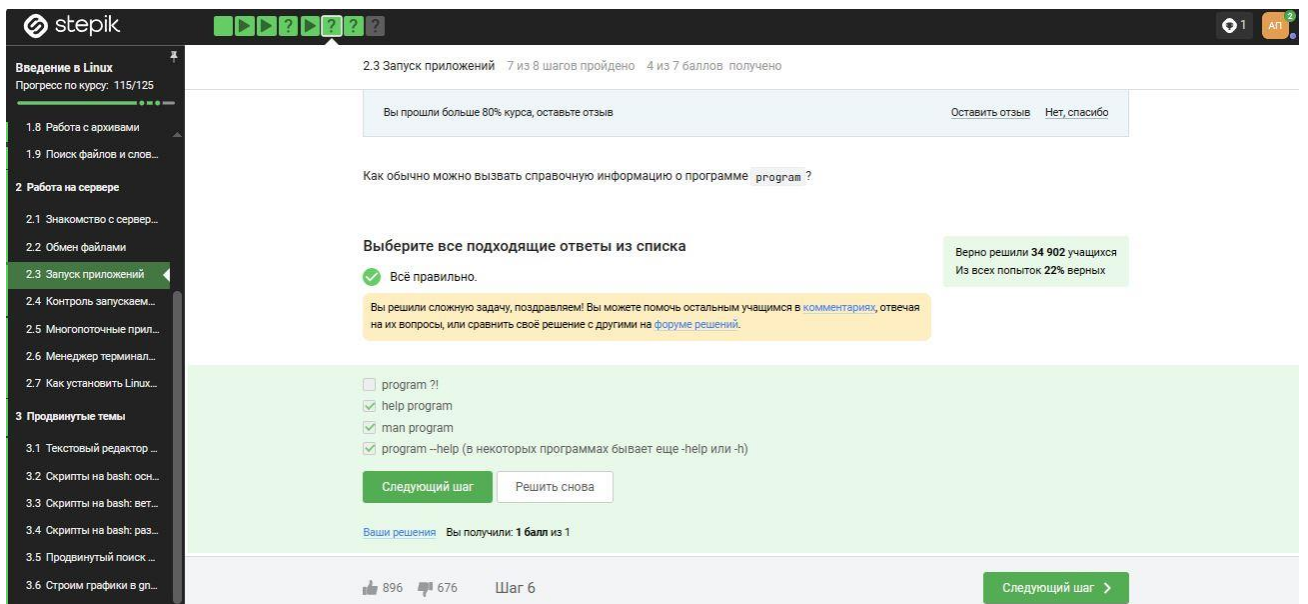 stepik
1
АП
2
Введение в Linux
Прогресс по курсу: 115/125
1.8 Работа с архивами
1.9 Поиск файлов и слов...
2 Работа на сервере
2.1 Знакомство с сервер...
2.2 Обмен файлами
2.3 Запуск приложений
2.4 Контроль запускаем...
2.5 Многопоточные прил...
2.6 Менеджер терминал...
2.7 Как установить Linux...
3 Продвинутые темы
3.1 Текстовый редактор ...
3.2 Скрипты на bash: осн...
3.3 Скрипты на bash: вет...
3.4 Скрипты на bash: раз...
3.5 Продвинутый поиск ...
3.6 Строим графики в gn...
2.3 Запуск приложений 7 из 8 шагов пройдено 4 из 7 баллов получено
Вы прошли больше 80% курса, оставьте отзыв Оставить отзыв Нет, спасибо
Как обычно можно вызвать справочную информацию о программе program ?
Выберите все подходящие ответы из списка
Всё правильно.
Вы решили сложную задачу, поздравляем! Вы можете помочь остальным учащимся в комментариях, отвечая
на их вопросы, или сравнить своё решение с другими на форуме решений.
Верно решили 34 902 учащихся
Из всех попыток 22% верных
program ?!
help program
man program
program --help (в некоторых программах бывает еще -help или -h)
Следующий шаг Решить снова
Ваши решения Вы получили: 1 балл из 1
896 676 Шаг 6 Следующий шаг